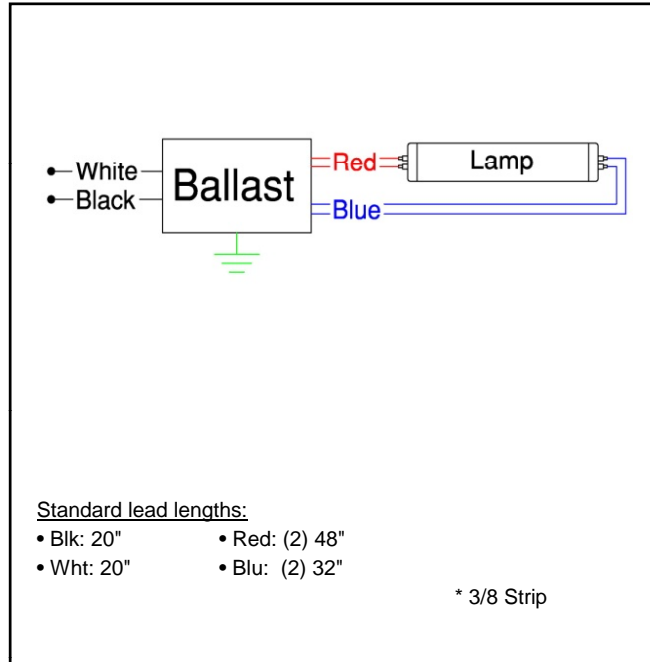 White
Black
Ballast
Red
Lamp
Blue
Standard lead lengths:
• Blk: 20" • Red: (2) 48"
• Wht: 20" • Blu: (2) 32"
* 3/8 Strip